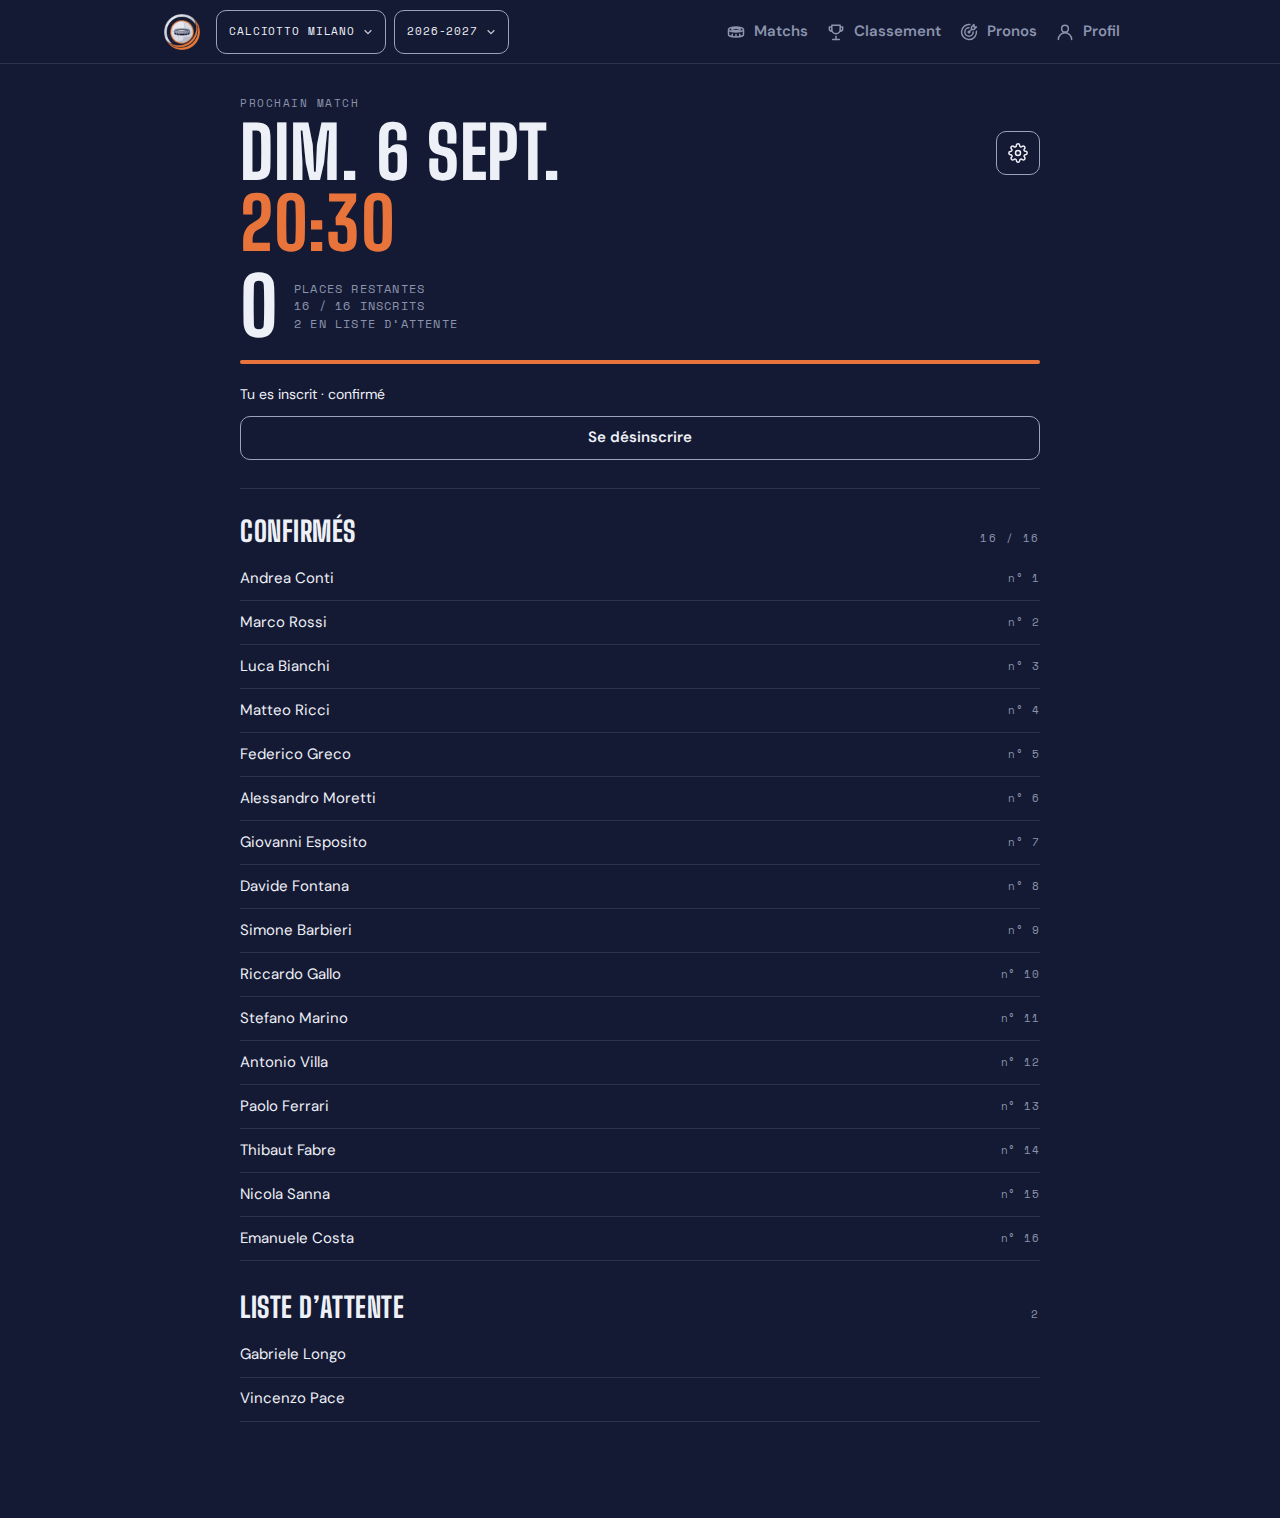 CALCIOTTO MILANO
2026-2027
Matchs
Classement
Pronos
Profil
PROCHAIN MATCH
DIM. 6 SEPT.
20:30
0
PLACES RESTANTES
16 / 16 INSCRITS
2 EN LISTE D'ATTENTE
Tu es inscrit · confirmé
Se désinscrire
CONFIRMÉS
16 / 16
Andrea Conti n° 1
Marco Rossi n° 2
Luca Bianchi n° 3
Matteo Ricci n° 4
Federico Greco n° 5
Alessandro Moretti n° 6
Giovanni Esposito n° 7
Davide Fontana n° 8
Simone Barbieri n° 9
Riccardo Gallo n° 10
Stefano Marino n° 11
Antonio Villa n° 12
Paolo Ferrari n° 13
Thibaut Fabre n° 14
Nicola Sanna n° 15
Emanuele Costa n° 16
LISTE D'ATTENTE
2
Gabriele Longo
Vincenzo Pace